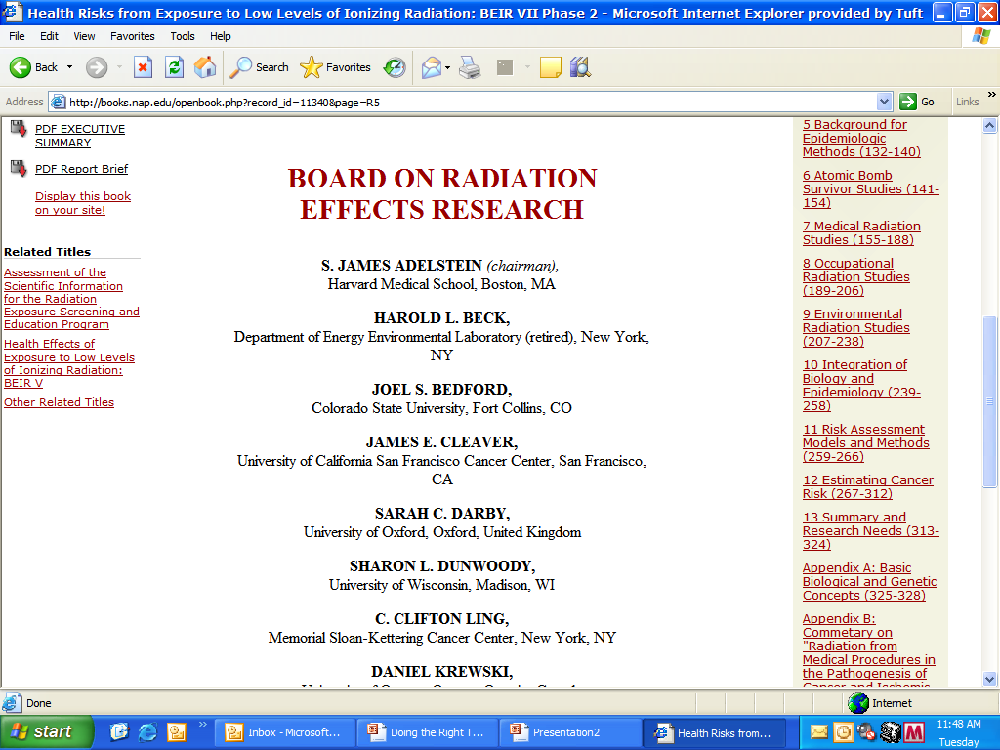 Health Risks from Exposure to Low Levels of Ionizing Radiation: BEIR VII Phase 2 - Microsoft Internet Explorer provided by Tuft
File Edit View Favorites Tools Help
Back Search Favorites
Address http://books.nap.edu/openbook.php?record_id=11340&page=R5 Go Links »
PDF EXECUTIVE
SUMMARY
PDF Report Brief
Display this book
on your site!
Related Titles
Assessment of the
Scientific Information
for the Radiation
Exposure Screening and
Education Program
Health Effects of
Exposure to Low Levels
of Ionizing Radiation:
BEIR V
Other Related Titles
BOARD ON RADIATION
EFFECTS RESEARCH
S. JAMES ADELSTEIN (chairman),
Harvard Medical School, Boston, MA
HAROLD L. BECK,
Department of Energy Environmental Laboratory (retired), New York,
NY
JOEL S. BEDFORD,
Colorado State University, Fort Collins, CO
JAMES E. CLEAVER,
University of California San Francisco Cancer Center, San Francisco,
CA
SARAH C. DARBY,
University of Oxford, Oxford, United Kingdom
SHARON L. DUNWOODY,
University of Wisconsin, Madison, WI
C. CLIFTON LING,
Memorial Sloan-Kettering Cancer Center, New York, NY
DANIEL KREWSKI,
5 Background for
Epidemiologic
Methods (132-140)
6 Atomic Bomb
Survivor Studies (141-
154)
7 Medical Radiation
Studies (155-188)
8 Occupational
Radiation Studies
(189-206)
9 Environmental
Radiation Studies
(207-238)
10 Integration of
Biology and
Epidemiology (239-
258)
11 Risk Assessment
Models and Methods
(259-266)
12 Estimating Cancer
Risk (267-312)
13 Summary and
Research Needs (313-
324)
Appendix A: Basic
Biological and Genetic
Concepts (325-328)
Appendix B:
Commetary on
"Radiation from
Medical Procedures in
the Pathogenesis of
Cancer and Ischemic
Done Internet
start » Inbox - Microsoft... Doing the Right T... Presentation2 Health Risks from... 11:48 AM
Tuesday